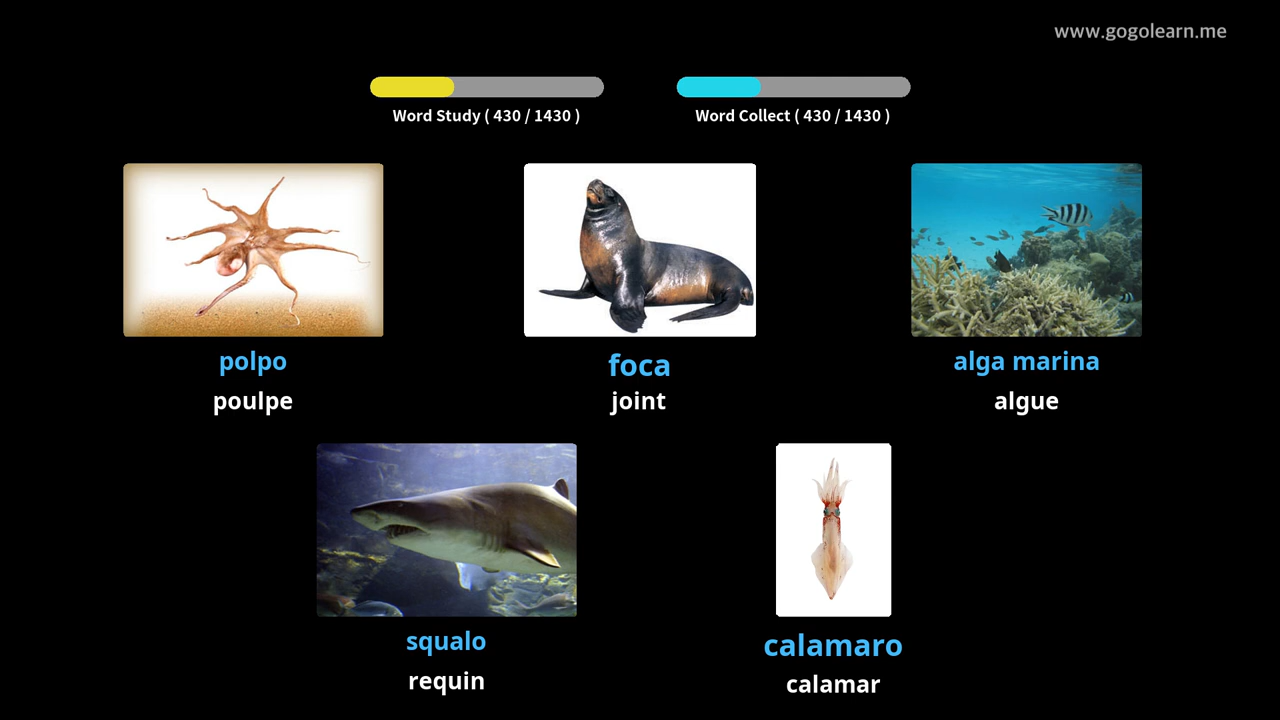 www.gogolearn.me
Word Study ( 430 / 1430 )
Word Collect ( 430 / 1430 )
polpo
poulpe
foca
joint
alga marina
algue
squalo
requin
calamaro
calamar